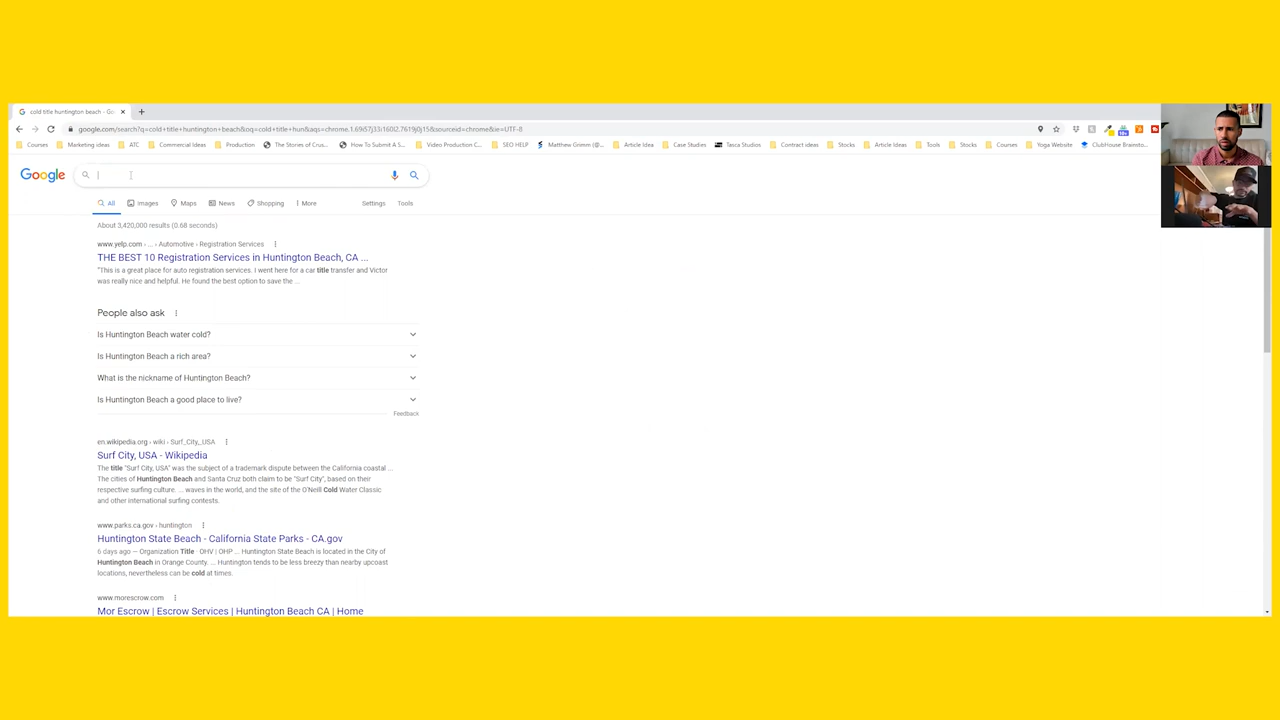 cold title huntington beach - Go
google.com/search?q=cold+title+huntington+beach&oq=cold+title+hun&aqs=chrome.1.69i57j33i160l2.7619j0j15&sourceid=chrome&ie=UTF-8
Courses Marketing ideas ATC Commercial Ideas Production The Stories of Crus... How To Submit A S... Video Production C... SEO HELP Matthew Grimm (@... Article Idea Case Studies Tasca Studios Contract ideas Stocks Article Ideas Tools Stocks Courses Yoga Website ClubHouse Brainsto...
Google
All Images Maps News Shopping More Settings Tools
About 3,420,000 results (0.68 seconds)
www.yelp.com › ... › Automotive › Registration Services
THE BEST 10 Registration Services in Huntington Beach, CA ...
"This is a great place for auto registration services. I went here for a car title transfer and Victor
was really nice and helpful. He found the best option to save the ...
People also ask
Is Huntington Beach water cold?
Is Huntington Beach a rich area?
What is the nickname of Huntington Beach?
Is Huntington Beach a good place to live?
Feedback
en.wikipedia.org › wiki › Surf_City,_USA
Surf City, USA - Wikipedia
The title "Surf City, USA" was the subject of a trademark dispute between the California coastal ...
The cities of Huntington Beach and Santa Cruz both claim to be "Surf City", based on their
respective surfing culture. ... waves in the world, and the site of the O'Neill Cold Water Classic
and other international surfing contests.
www.parks.ca.gov › huntington
Huntington State Beach - California State Parks - CA.gov
6 days ago — Organization Title · OHV | OHP ... Huntington State Beach is located in the City of
Huntington Beach in Orange County. ... Huntington tends to be less breezy than nearby upcoast
locations, nevertheless can be cold at times.
www.morescrow.com
Mor Escrow | Escrow Services | Huntington Beach CA | Home